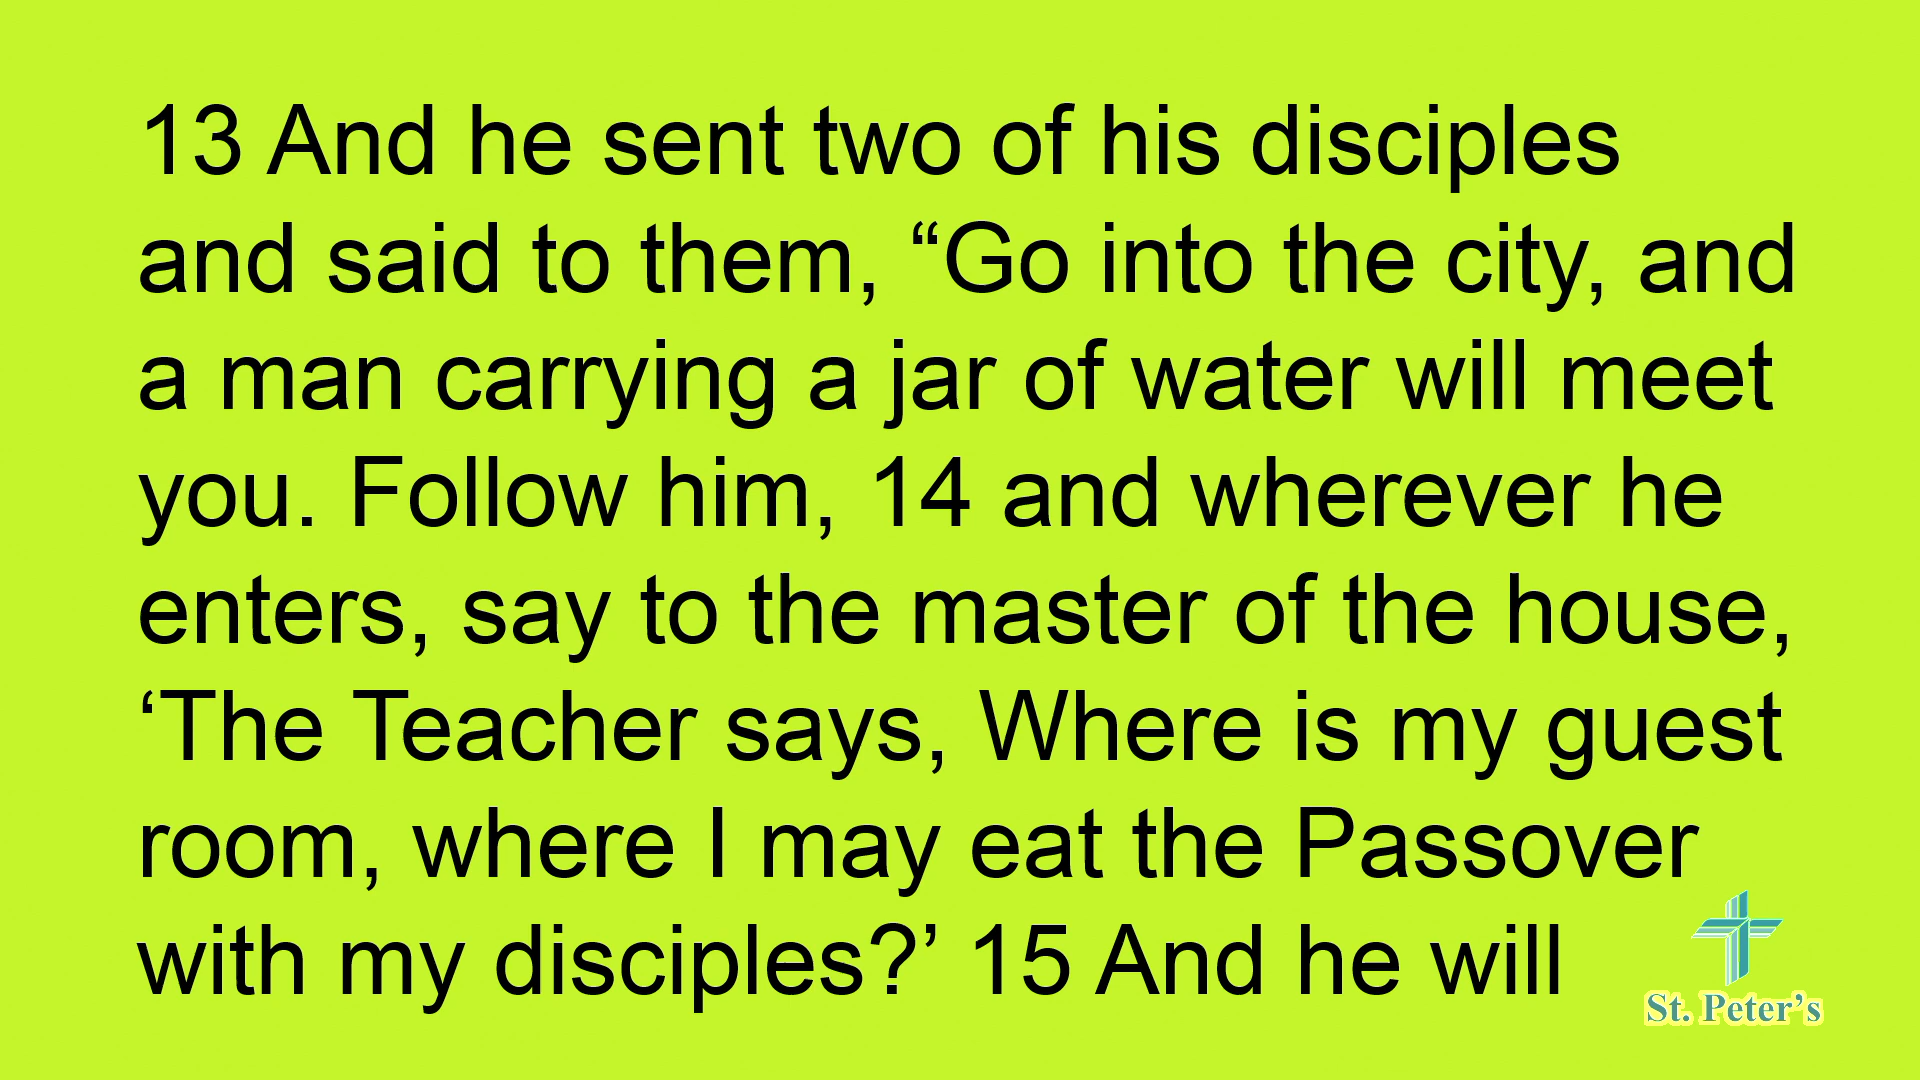 13 And he sent two of his disciples
and said to them, “Go into the city, and
a man carrying a jar of water will meet
you. Follow him, 14 and wherever he
enters, say to the master of the house,
‘The Teacher says, Where is my guest
room, where I may eat the Passover
with my disciples?’ 15 And he will
St. Peter’s